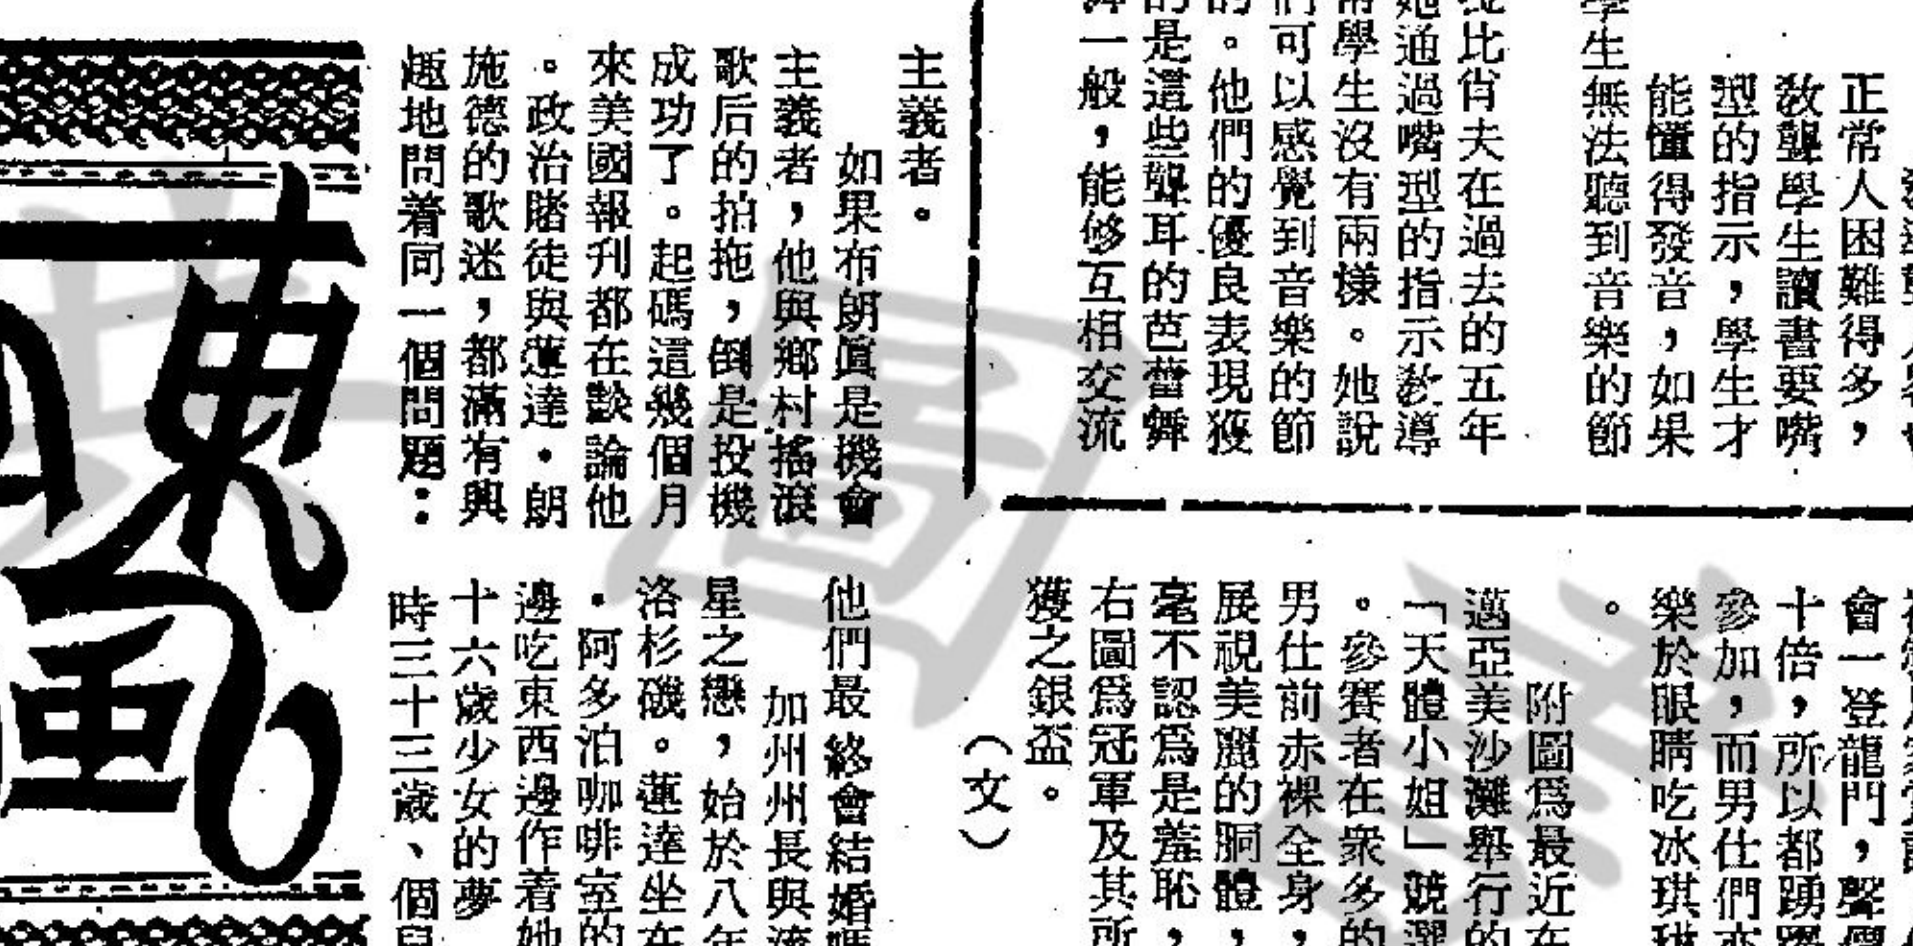 正常人困難得多，
教聾學生讀書要嘴
型的指示，學生才
能懂得發音，如果
學生無法聽到音樂的節
比肖夫在過去的五年
她通過嘴型的指示教導
學生沒有兩樣。她說
們可以感覺到音樂的節
的。他們的優良表現獲
的是這些聾耳的芭蕾舞
一般，能够互相交流
主義者。
如果布朗眞是機會
主義者，他與鄉村搖滾
歌后的拍拖，倒是投機
成功了。起碼這幾個月
來美國報刋都在談論他
。政治賭徒與蓮達・朗
施德的歌迷，都滿有興
趣地問着同一個問題：
他們最終會結婚嗎
加州州長與流
星之戀，始於八年
洛杉磯。蓮達坐在
・阿多泊咖啡室的
邊吃東西邊作着她
十六歲少女的夢
時三十三歲、個
會一登龍門，聲價
十倍，所以都踴躍
參加，而男仕們亦
樂於眼睛吃冰琪琳
。
附圖爲最近在
邁亞美沙灘舉行的
「天體小姐」競選
。參賽者在衆多的
男仕前赤裸全身，
展視美麗的胴體，
毫不認爲是羞恥，
右圖爲冠軍及其所
獲之銀盃。
（文）
東
風